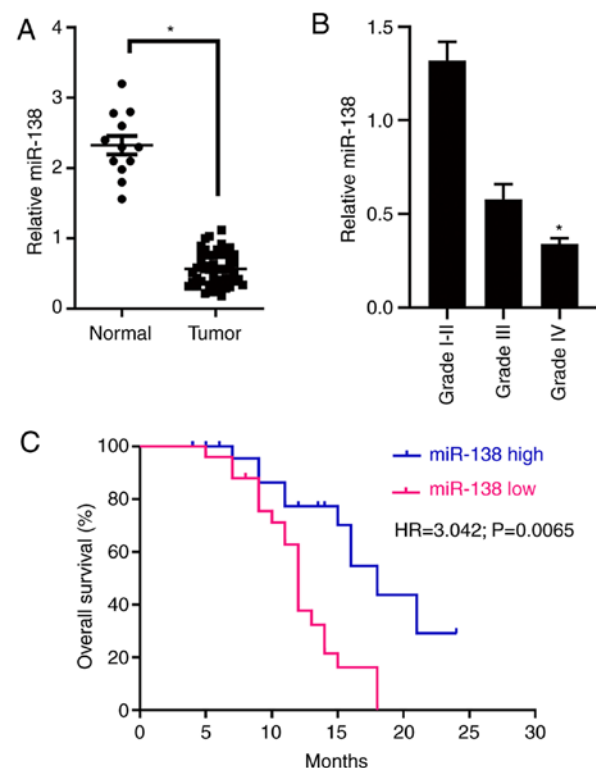 A
*
Relative miR-138
4
3
2
1
0
Normal Tumor
B
Relative miR-138
1.5
1.0
0.5
0.0
*
Grade I-II
Grade III
Grade IV
C
Overall survival (%)
100
80
60
40
20
0
miR-138 high
miR-138 low
HR=3.042; P=0.0065
0 5 10 15 20 25 30
Months